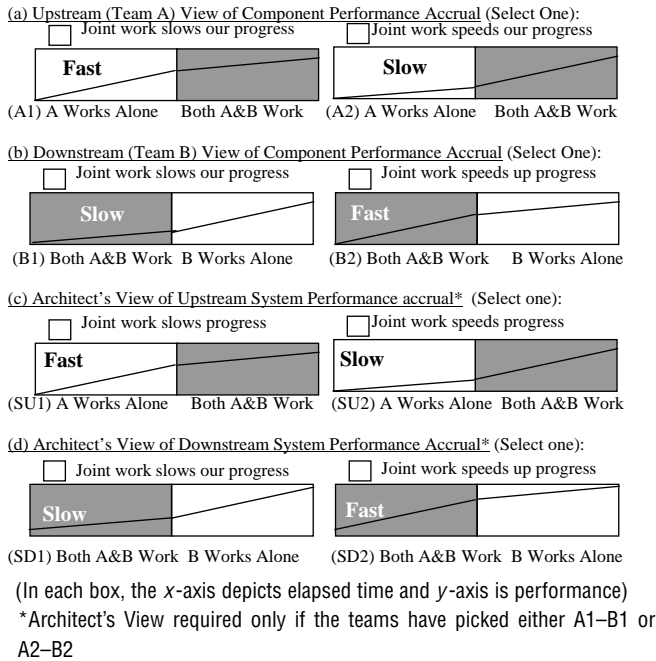 (a) Upstream (Team A) View of Component Performance Accrual (Select One):
Joint work slows our progress Joint work speeds our progress
Fast Slow
(A1) A Works Alone Both A&B Work (A2) A Works Alone Both A&B Work
(b) Downstream (Team B) View of Component Performance Accrual (Select One):
Joint work slows our progress Joint work speeds up progress
Slow Fast
(B1) Both A&B Work B Works Alone (B2) Both A&B Work B Works Alone
(c) Architect's View of Upstream System Performance accrual* (Select one):
Joint work slows progress Joint work speeds progress
Fast Slow
(SU1) A Works Alone Both A&B Work (SU2) A Works Alone Both A&B Work
(d) Architect's View of Downstream System Performance Accrual* (Select one):
Joint work slows our progress Joint work speeds up progress
Slow Fast
(SD1) Both A&B Work B Works Alone (SD2) Both A&B Work B Works Alone
(In each box, the x-axis depicts elapsed time and y-axis is performance)
*Architect's View required only if the teams have picked either A1–B1 or
A2–B2